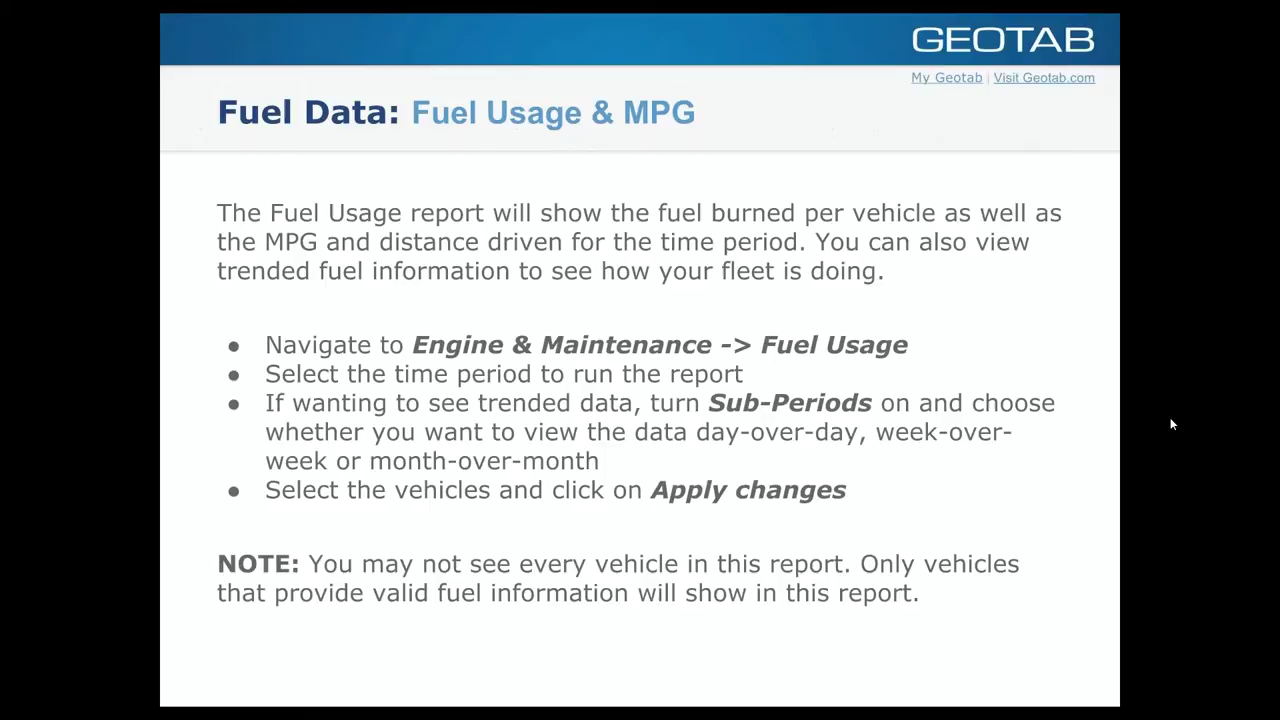 GEOTAB
My Geotab | Visit Geotab.com
Fuel Data: Fuel Usage & MPG
The Fuel Usage report will show the fuel burned per vehicle as well as
the MPG and distance driven for the time period. You can also view
trended fuel information to see how your fleet is doing.
● Navigate to Engine & Maintenance -> Fuel Usage
● Select the time period to run the report
● If wanting to see trended data, turn Sub-Periods on and choose
whether you want to view the data day-over-day, week-over-
week or month-over-month
● Select the vehicles and click on Apply changes
NOTE: You may not see every vehicle in this report. Only vehicles
that provide valid fuel information will show in this report.